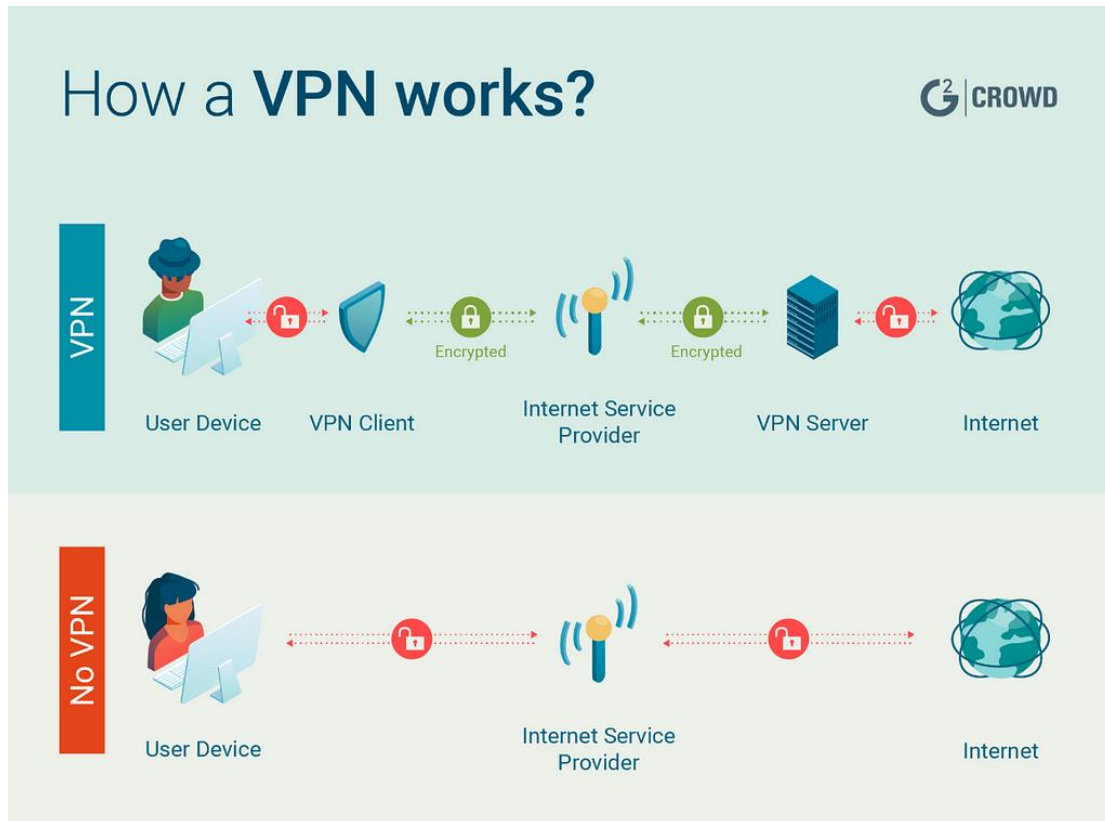 How a VPN works?
G2 | CROWD
VPN
Encrypted
Encrypted
User Device
VPN Client
Internet Service
Provider
VPN Server
Internet
No VPN
User Device
Internet Service
Provider
Internet